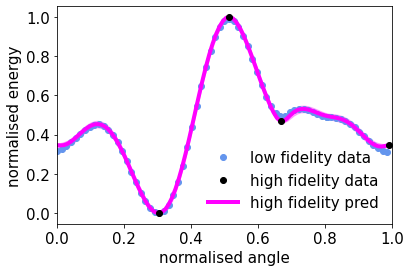 1.0
0.8
0.6
0.4
0.2
0.0
normalised energy
low fidelity data
high fidelity data
high fidelity pred
0.0 0.2 0.4 0.6 0.8 1.0
normalised angle